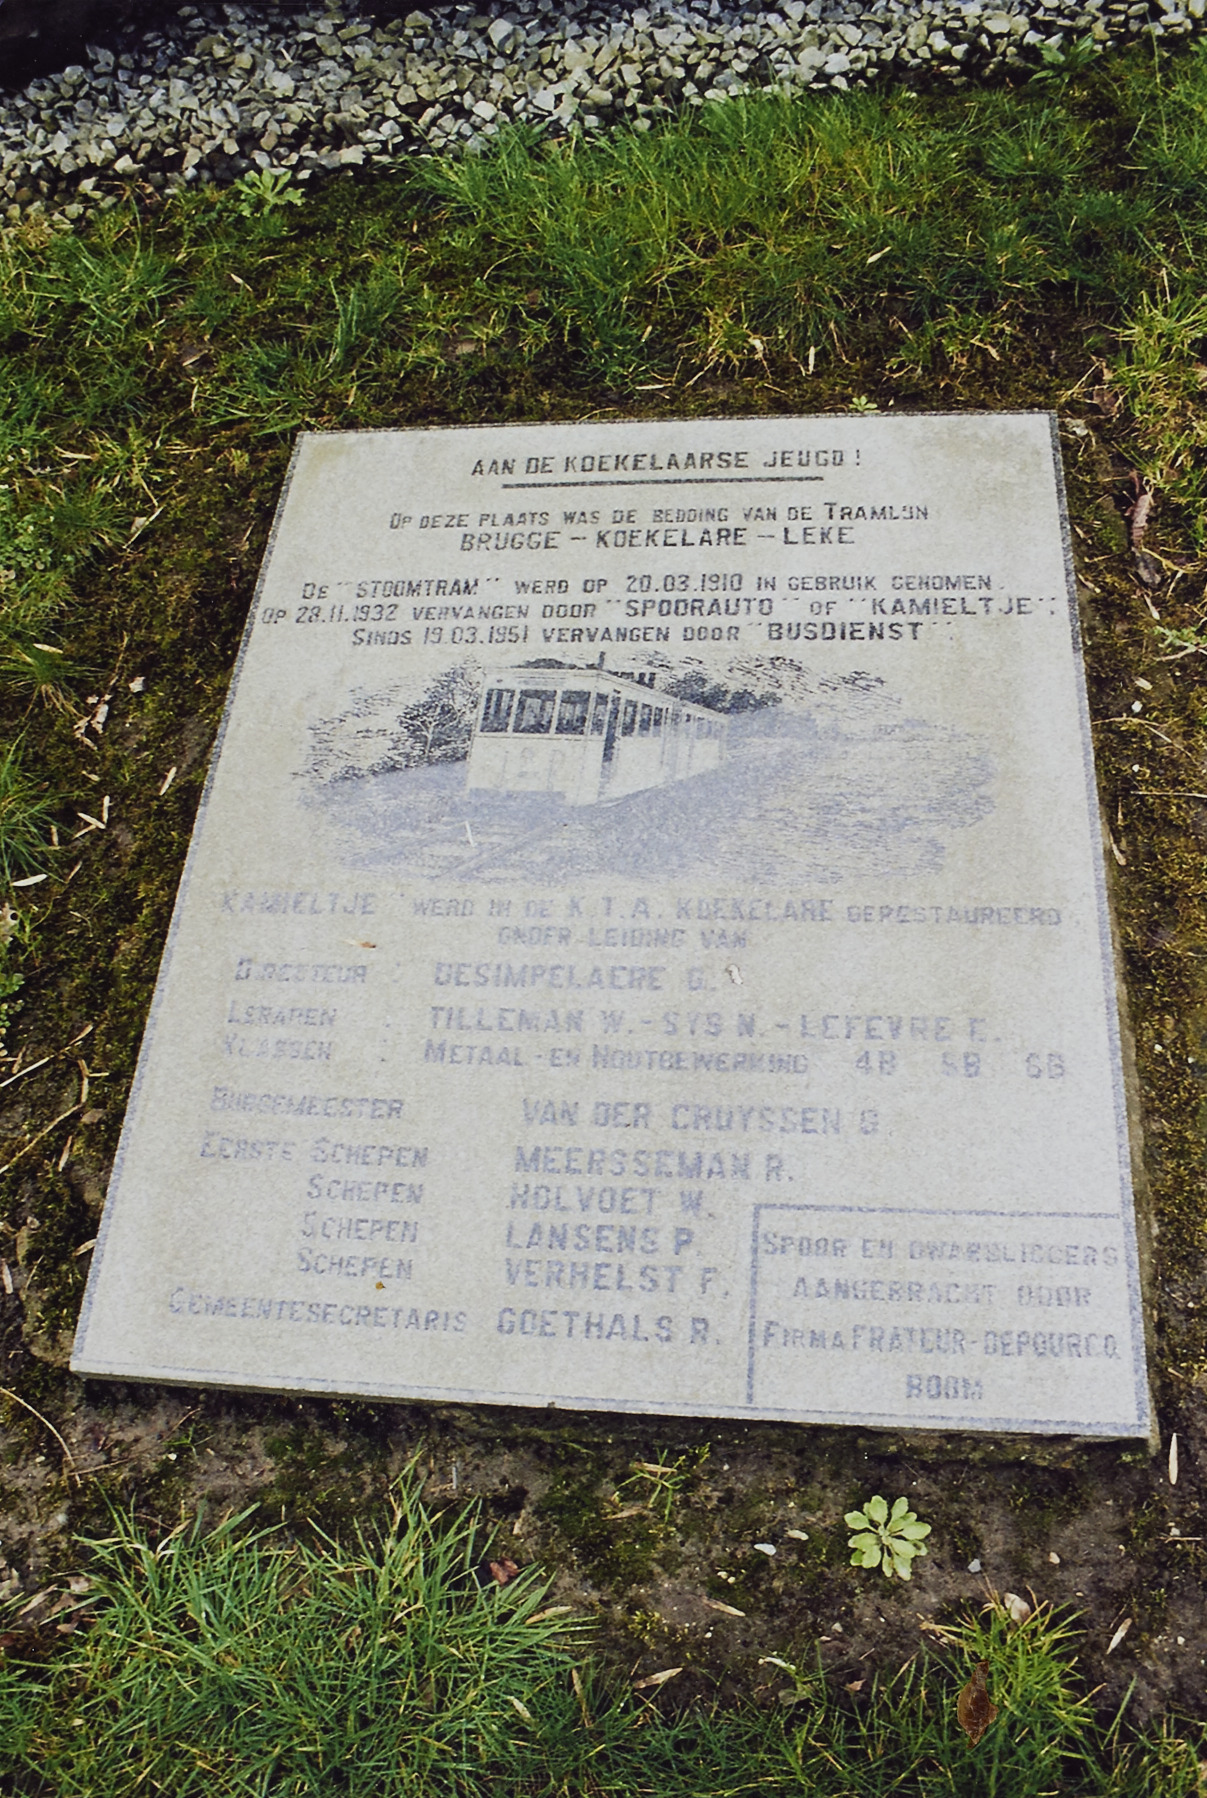 AAN DE KOEKELAARSE JEUGD !
OP DEZE PLAATS WAS DE BEDDING VAN DE TRAMLIJN
BRUGGE – KOEKELARE – LEKE
DE "STOOMTRAM" WERD OP 20.03.1910 IN GEBRUIK GENOMEN.
OP 28.11.1932 VERVANGEN DOOR "SPOORAUTO" OF "KAMIELTJE".
SINDS 19.03.1951 VERVANGEN DOOR "BUSDIENST".
KAMIELTJE" WERD IN DE K.T.A. KOEKELARE GERESTAUREERD.
ONDER LEIDING VAN
DIRECTEUR : DESIMPELAERE G.
LERAREN : TILLEMAN W.-SYS N.-LEFEVRE E.
KLASSEN : METAAL-EN HOUTBEWERKING 4B 5B 6B
BURGEMEESTER VAN DER CRUYSSEN G.
EERSTE SCHEPEN MEERSSEMAN R.
SCHEPEN HOLVOET W.
SCHEPEN LANSENS P.
SCHEPEN VERHELST F.
GEMEENTESECRETARIS GOETHALS R.
SPOOR EN DWARSLIGGERS
AANGEBRACHT DOOR
FIRMA FRATEUR-DEPOURCQ
BOOM